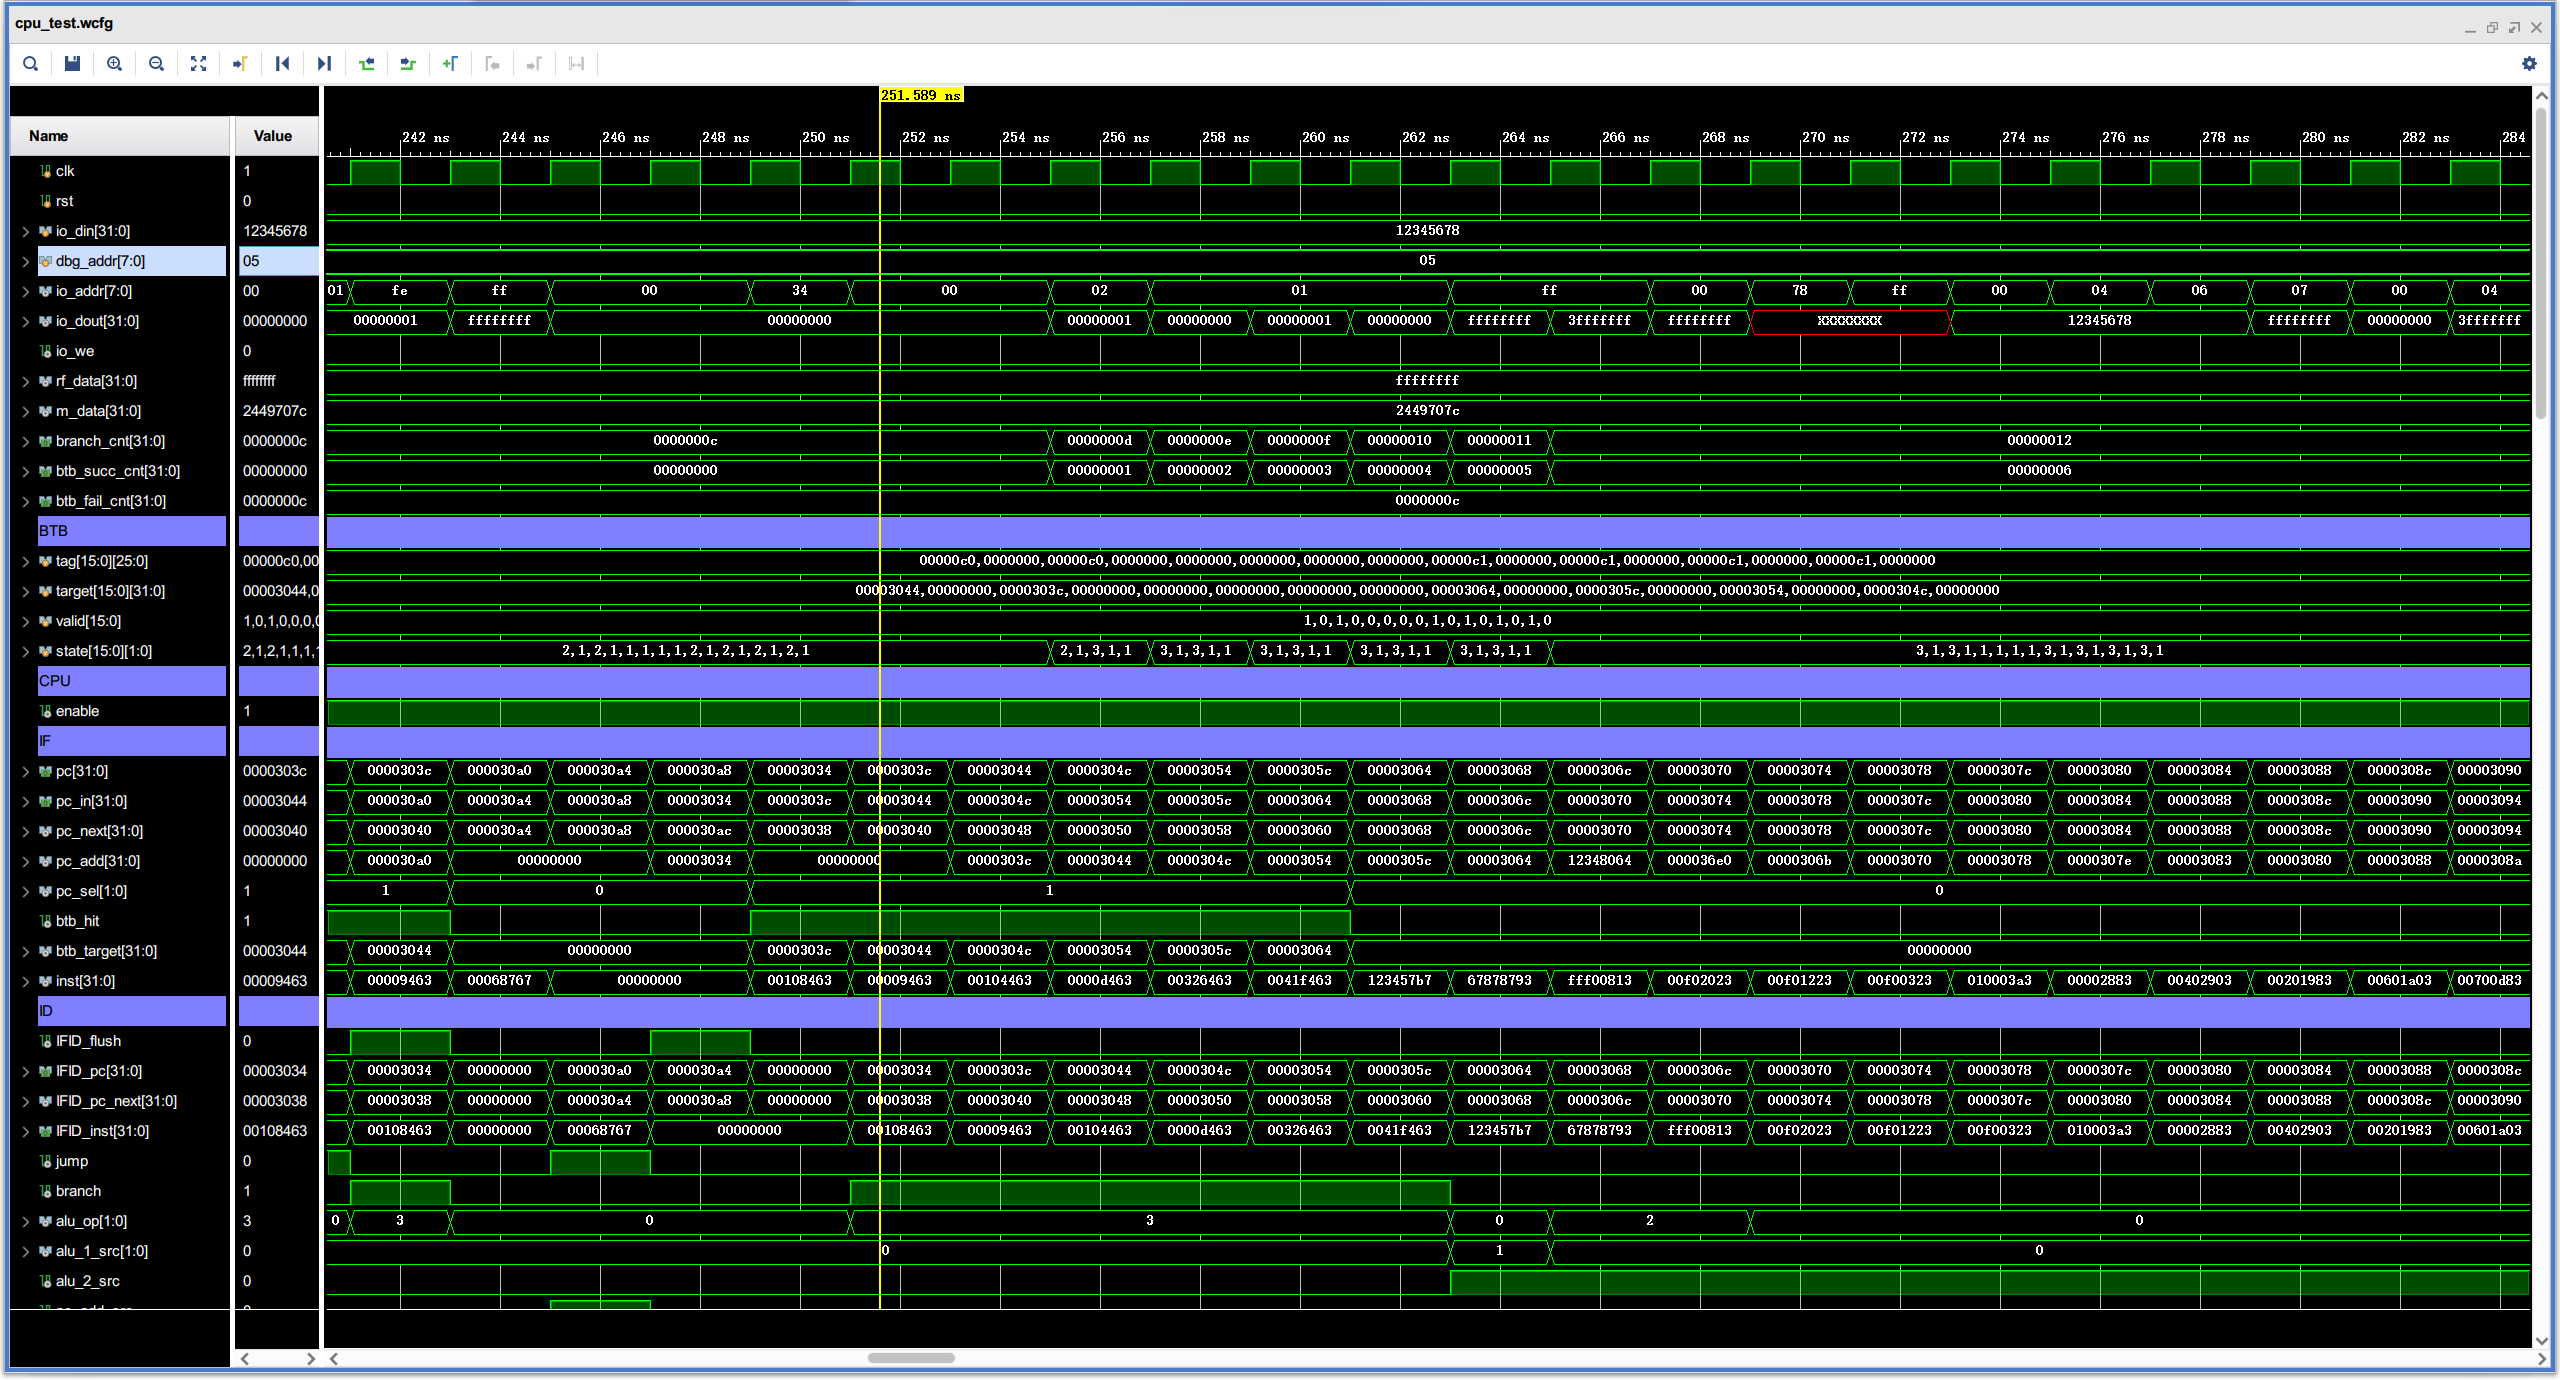 cpu_test.wcfg
251.589 ns
Name Value
242 ns 244 ns 246 ns 248 ns 250 ns 252 ns 254 ns 256 ns 258 ns 260 ns 262 ns 264 ns 266 ns 268 ns 270 ns 272 ns 274 ns 276 ns 278 ns 280 ns 282 ns 284
clk 1
rst 0
io_din[31:0] 12345678 12345678
dbg_addr[7:0] 05 05
io_addr[7:0] 00 01 fe ff 00 34 00 02 01 ff 00 78 ff 00 04 06 07 00 04
io_dout[31:0] 00000000 00000001 ffffffff 00000000 00000001 00000000 00000001 00000000 ffffffff 3fffffff ffffffff XXXXXXXX 12345678 ffffffff 00000000 3fffffff
io_we 0
rf_data[31:0] ffffffff ffffffff
m_data[31:0] 2449707c 2449707c
branch_cnt[31:0] 0000000c 0000000c 0000000d 0000000e 0000000f 00000010 00000011 00000012
btb_succ_cnt[31:0] 00000000 00000000 00000001 00000002 00000003 00000004 00000005 00000006
btb_fail_cnt[31:0] 0000000c 0000000c
BTB
tag[15:0][25:0] 00000c0,00 00000c0,0000000,00000c0,0000000,0000000,0000000,0000000,00000c1,0000000,00000c1,0000000,00000c1,0000000,00000c1,0000000
target[15:0][31:0] 00003044,0 00003044,00000000,0000303c,00000000,00000000,00000000,00000000,00000000,00003064,00000000,0000305c,00000000,00003054,00000000,0000304c,00000000
valid[15:0] 1,0,1,0,0,0,0 1,0,1,0,0,0,0,0,1,0,1,0,1,0,1,0
state[15:0][1:0] 2,1,2,1,1,1,1 2,1,2,1,1,1,1,1,2,1,2,1,2,1,2,1 2,1,3,1,1 3,1,3,1,1 3,1,3,1,1 3,1,3,1,1 3,1,3,1,1 3,1,3,1,1,1,1,1,3,1,3,1,3,1,3,1
CPU
enable 1
IF
pc[31:0] 0000303c 0000303c 000030a0 000030a4 000030a8 00003034 0000303c 00003044 0000304c 00003054 0000305c 00003064 00003068 0000306c 00003070 00003074 00003078 0000307c 00003080 00003084 00003088 0000308c 00003090
pc_in[31:0] 00003044 000030a0 000030a4 000030a8 00003034 0000303c 00003044 0000304c 00003054 0000305c 00003064 00003068 0000306c 00003070 00003074 00003078 0000307c 00003080 00003084 00003088 0000308c 00003090 00003094
pc_next[31:0] 00003040 00003040 000030a4 000030a8 000030ac 00003038 00003040 00003048 00003050 00003058 00003060 00003068 0000306c 00003070 00003074 00003078 0000307c 00003080 00003084 00003088 0000308c 00003090 00003094
pc_add[31:0] 00000000 000030a0 00000000 00003034 00000000 0000303c 00003044 0000304c 00003054 0000305c 00003064 12348064 000036e0 0000306b 00003070 00003078 0000307e 00003083 00003080 00003088 0000308a
pc_sel[1:0] 1 1 0 1 0
btb_hit 1
btb_target[31:0] 00003044 00003044 00000000 0000303c 00003044 0000304c 00003054 0000305c 00003064 00000000
inst[31:0] 00009463 00009463 00068767 00000000 00108463 00009463 00104463 0000d463 00326463 0041f463 123457b7 67878793 fff00813 00f02023 00f01223 00f00323 010003a3 00002883 00402903 00201983 00601a03 00700d83
ID
IFID_flush 0
IFID_pc[31:0] 00003034 00003034 00000000 000030a0 000030a4 00000000 00003034 0000303c 00003044 0000304c 00003054 0000305c 00003064 00003068 0000306c 00003070 00003074 00003078 0000307c 00003080 00003084 00003088 0000308c
IFID_pc_next[31:0] 00003038 00003038 00000000 000030a4 000030a8 00000000 00003038 00003040 00003048 00003050 00003058 00003060 00003068 0000306c 00003070 00003074 00003078 0000307c 00003080 00003084 00003088 0000308c 00003090
IFID_inst[31:0] 00108463 00108463 00000000 00068767 00000000 00108463 00009463 00104463 0000d463 00326463 0041f463 123457b7 67878793 fff00813 00f02023 00f01223 00f00323 010003a3 00002883 00402903 00201983 00601a03
jump 0
branch 1
alu_op[1:0] 3 0 3 0 3 0 2 0
alu_1_src[1:0] 0 0 1 0
alu_2_src 0